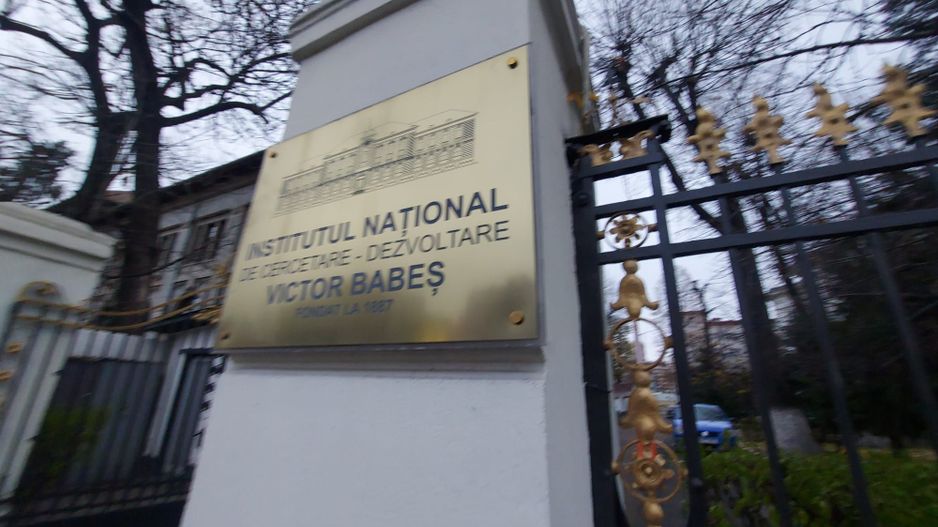 INSTITUTUL NAȚIONAL
DE CERCETARE - DEZVOLTARE
VICTOR BABEȘ
FONDAT LA 1887